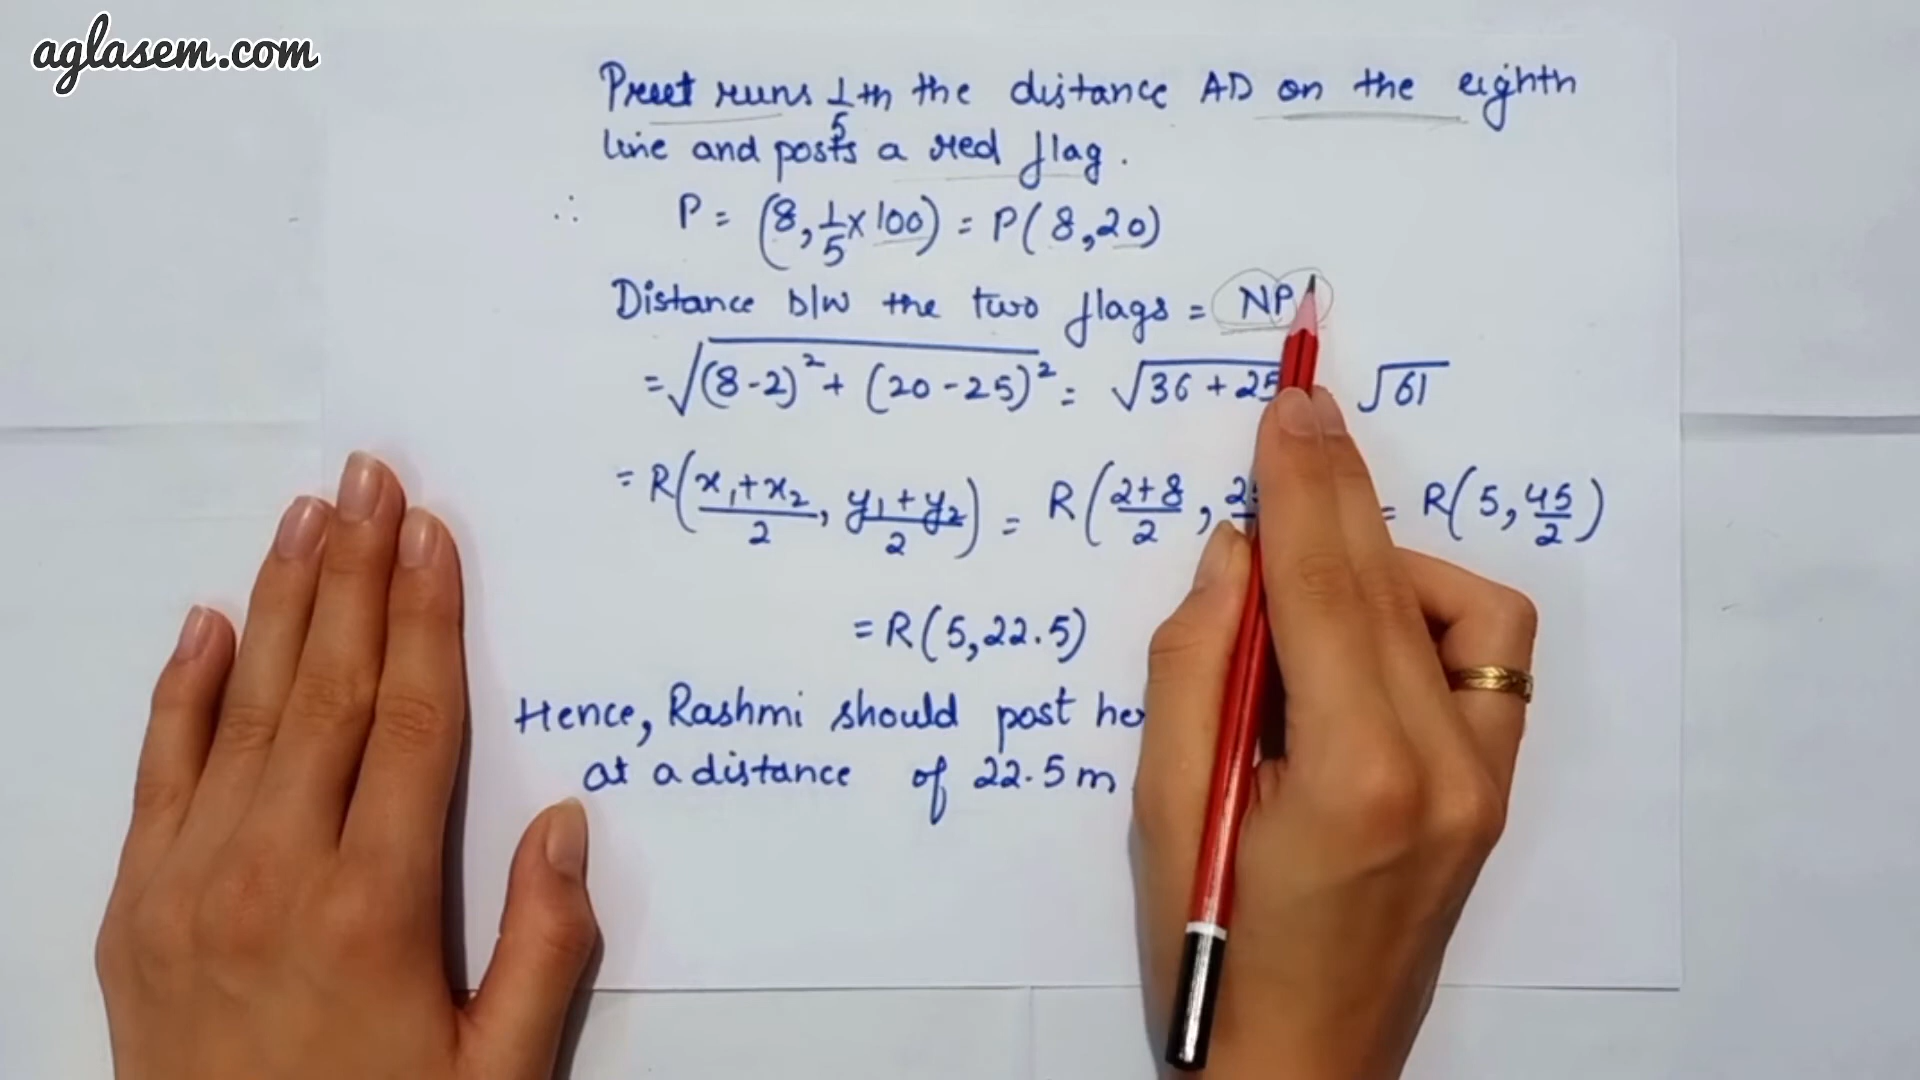 aglasem.com
Preet runs 1/5 th the distance AD on the eighth
line and posts a red flag.
∴ P = (8, 1/5 × 100) = P(8,20)
Distance b/w the two flags = NP
= √(8-2)² + (20-25)² = √36 + 25 √61
= R(x₁+x₂/2, y₁+y₂/2) = R(2+8/2, = R(5, 45/2)
= R(5,22.5)
Hence, Rashmi should post
at a distance of 22.5 m